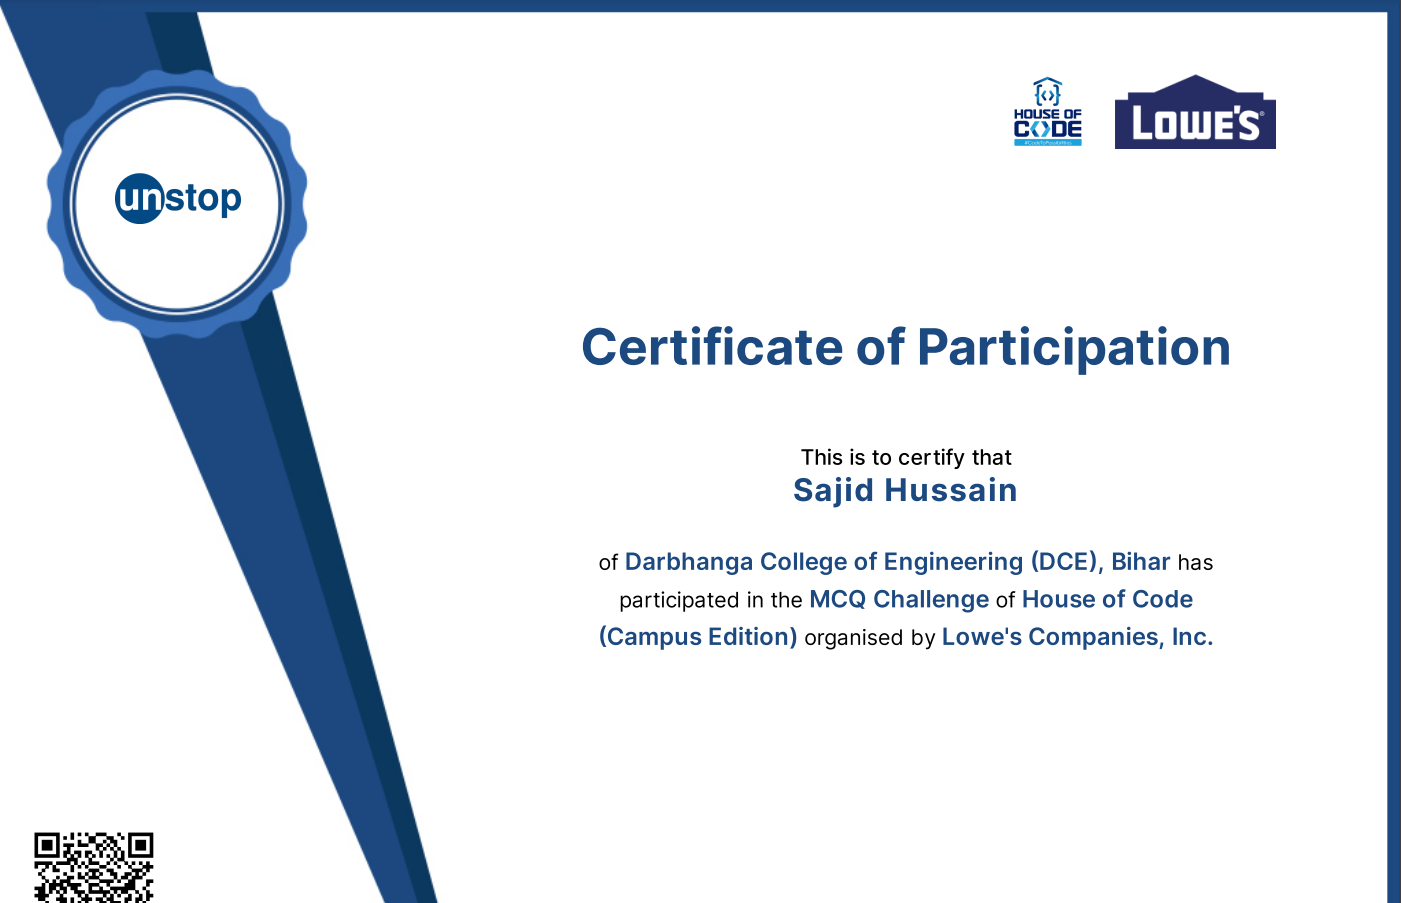 unstop
HOUSE OF
CODE
LOWE'S
Certificate of Participation
This is to certify that
Sajid Hussain
of Darbhanga College of Engineering (DCE), Bihar has
participated in the MCQ Challenge of House of Code
(Campus Edition) organised by Lowe's Companies, Inc.